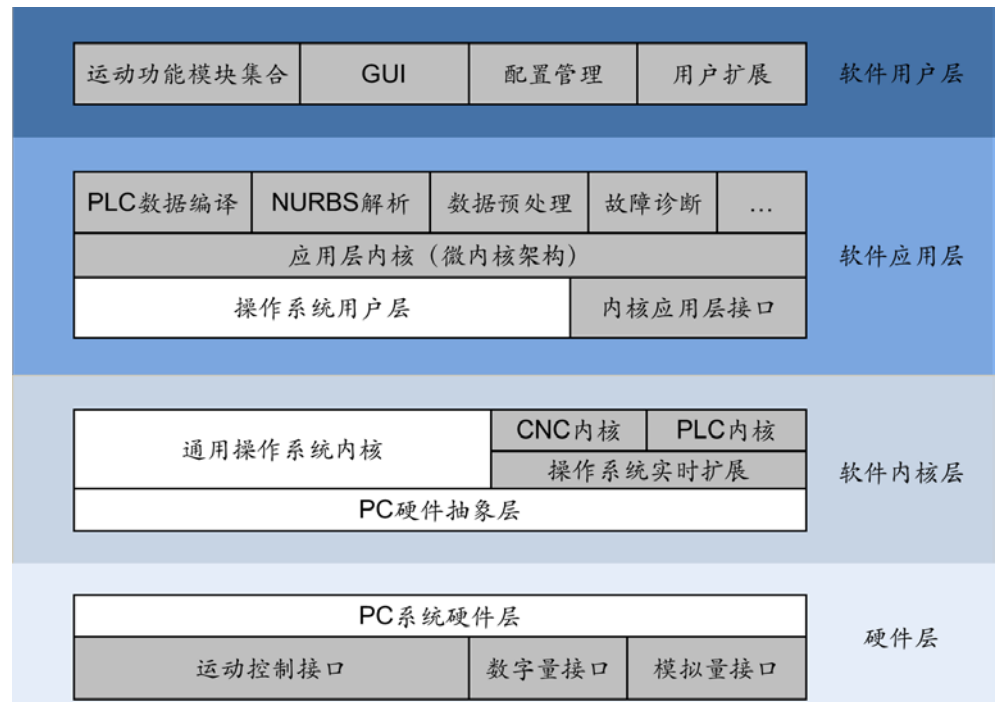 运动功能模块集合 GUI 配置管理 用户扩展 软件用户层
PLC数据编译 NURBS解析 数据预处理 故障诊断 ...
应用层内核（微内核架构） 软件应用层
操作系统用户层 内核应用层接口
通用操作系统内核 CNC内核 PLC内核
操作系统实时扩展 软件内核层
PC硬件抽象层
PC系统硬件层 硬件层
运动控制接口 数字量接口 模拟量接口